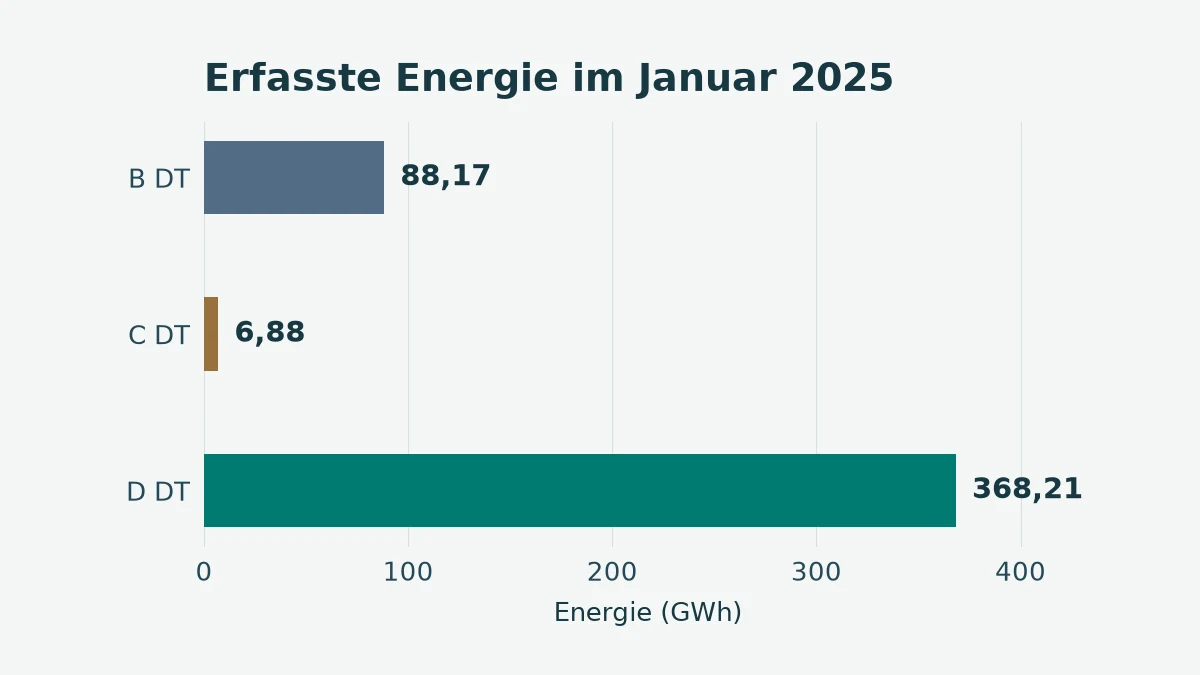 Erfasste Energie im Januar 2025
B DT
88,17
C DT
6,88
D DT
368,21
0 100 200 300 400
Energie (GWh)